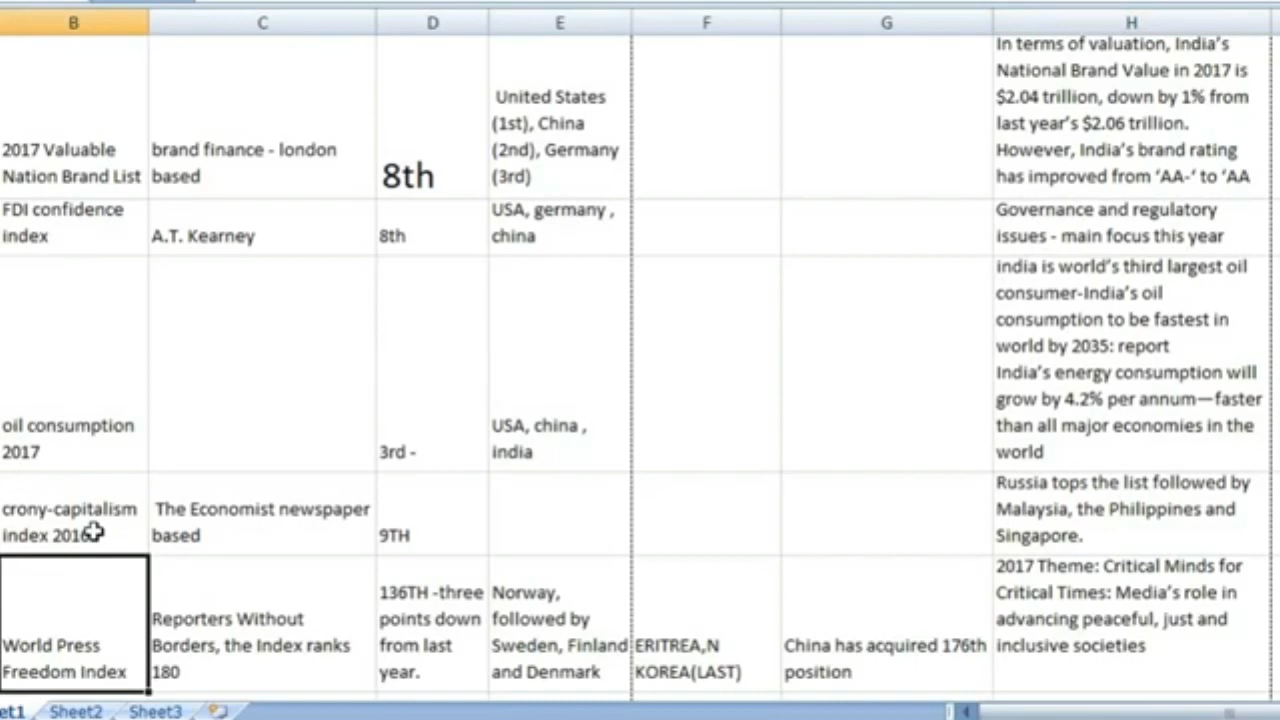 B C D E F G H
2017 Valuable
Nation Brand List
brand finance - london
based
8th
United States
(1st), China
(2nd), Germany
(3rd)
In terms of valuation, India's
National Brand Value in 2017 is
$2.04 trillion, down by 1% from
last year's $2.06 trillion.
However, India's brand rating
has improved from 'AA-' to 'AA
FDI confidence
index
A.T. Kearney
8th
USA, germany ,
china
Governance and regulatory
issues - main focus this year
oil consumption
2017
3rd -
USA, china ,
india
india is world's third largest oil
consumer-India's oil
consumption to be fastest in
world by 2035: report
India's energy consumption will
grow by 4.2% per annum—faster
than all major economies in the
world
crony-capitalism
index 2016
The Economist newspaper
based
9TH
Russia tops the list followed by
Malaysia, the Philippines and
Singapore.
World Press
Freedom Index
Reporters Without
Borders, the Index ranks
180
136TH -three
points down
from last
year.
Norway,
followed by
Sweden, Finland
and Denmark
ERITREA,N
KOREA(LAST)
China has acquired 176th
position
2017 Theme: Critical Minds for
Critical Times: Media's role in
advancing peaceful, just and
inclusive societies
et1 Sheet2 Sheet3